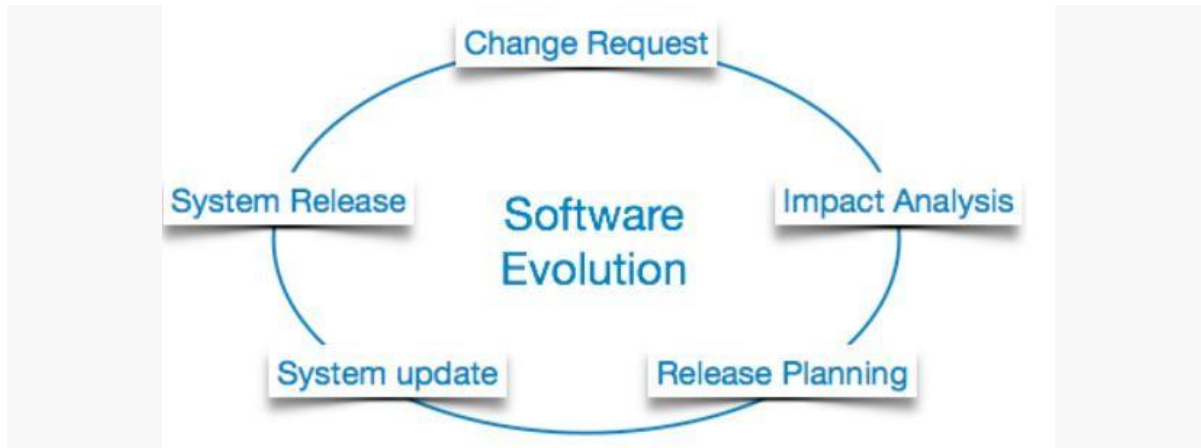 Change Request
System Release
Impact Analysis
Software
Evolution
System update
Release Planning